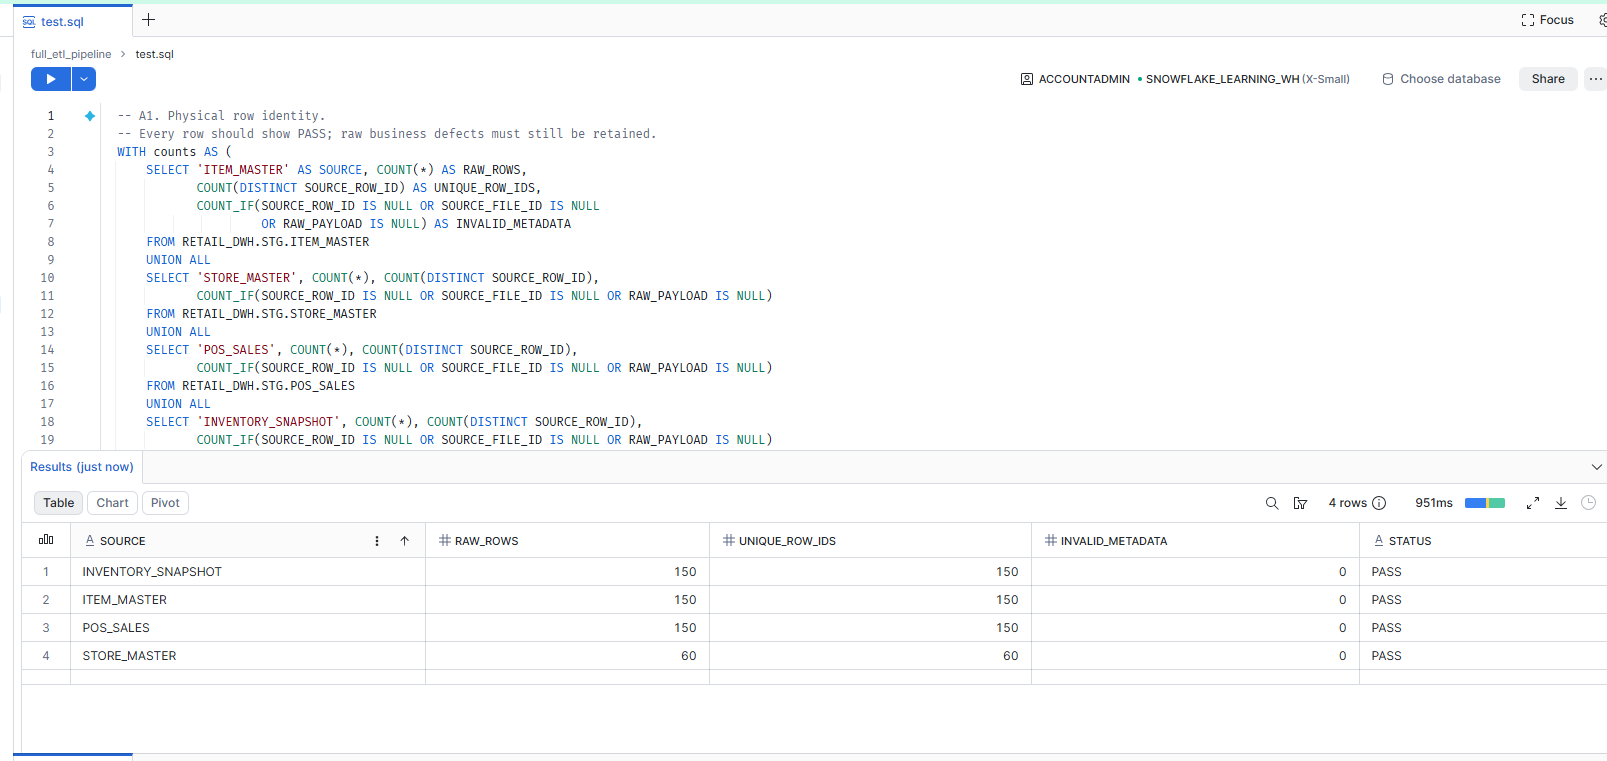 SQL test.sql +
Focus
full_etl_pipeline > test.sql
ACCOUNTADMIN • SNOWFLAKE_LEARNING_WH (X-Small) Choose database Share ...
1 -- A1. Physical row identity.
2 -- Every row should show PASS; raw business defects must still be retained.
3 WITH counts AS (
4 SELECT 'ITEM_MASTER' AS SOURCE, COUNT(*) AS RAW_ROWS,
5 COUNT(DISTINCT SOURCE_ROW_ID) AS UNIQUE_ROW_IDS,
6 COUNT_IF(SOURCE_ROW_ID IS NULL OR SOURCE_FILE_ID IS NULL
7 OR RAW_PAYLOAD IS NULL) AS INVALID_METADATA
8 FROM RETAIL_DWH.STG.ITEM_MASTER
9 UNION ALL
10 SELECT 'STORE_MASTER', COUNT(*), COUNT(DISTINCT SOURCE_ROW_ID),
11 COUNT_IF(SOURCE_ROW_ID IS NULL OR SOURCE_FILE_ID IS NULL OR RAW_PAYLOAD IS NULL)
12 FROM RETAIL_DWH.STG.STORE_MASTER
13 UNION ALL
14 SELECT 'POS_SALES', COUNT(*), COUNT(DISTINCT SOURCE_ROW_ID),
15 COUNT_IF(SOURCE_ROW_ID IS NULL OR SOURCE_FILE_ID IS NULL OR RAW_PAYLOAD IS NULL)
16 FROM RETAIL_DWH.STG.POS_SALES
17 UNION ALL
18 SELECT 'INVENTORY_SNAPSHOT', COUNT(*), COUNT(DISTINCT SOURCE_ROW_ID),
19 COUNT_IF(SOURCE_ROW_ID IS NULL OR SOURCE_FILE_ID IS NULL OR RAW_PAYLOAD IS NULL)
Results (just now)
Table Chart Pivot 4 rows 951ms
A SOURCE # RAW_ROWS # UNIQUE_ROW_IDS # INVALID_METADATA A STATUS
1 INVENTORY_SNAPSHOT 150 150 0 PASS
2 ITEM_MASTER 150 150 0 PASS
3 POS_SALES 150 150 0 PASS
4 STORE_MASTER 60 60 0 PASS